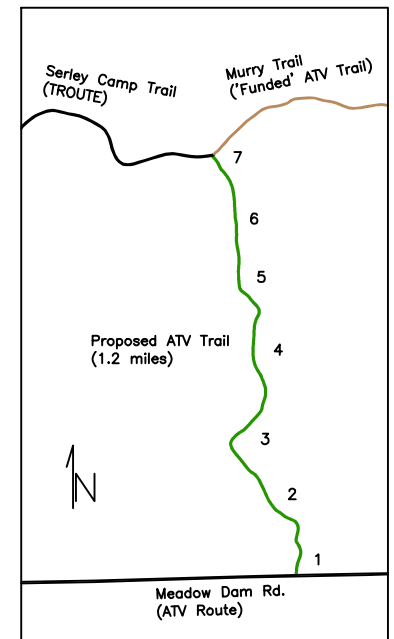 Serley Camp Trail
(TROUTE)
Murry Trail
('Funded' ATV Trail)
7
6
5
Proposed ATV Trail
(1.2 miles)
4
3
N
2
1
Meadow Dam Rd.
(ATV Route)